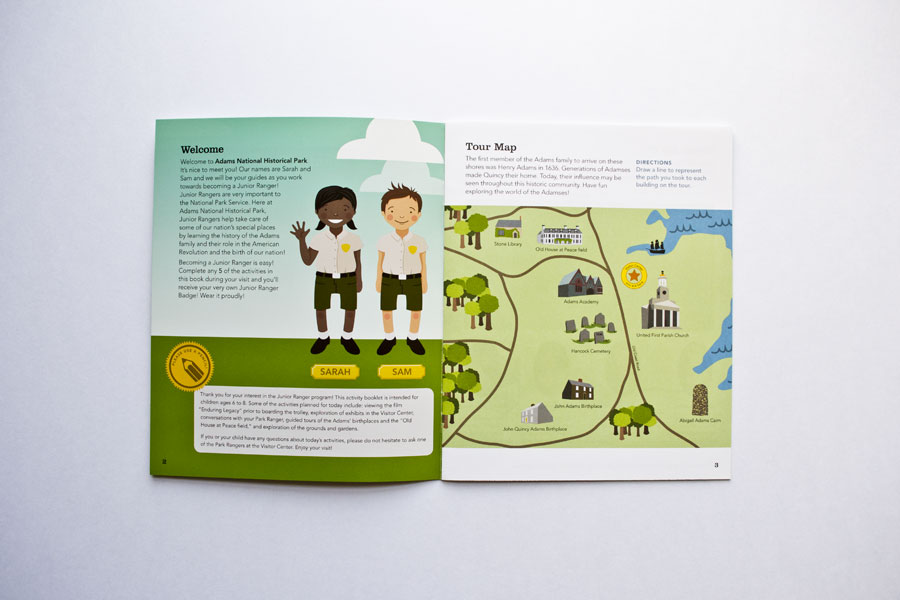 Welcome
Welcome to Adams National Historical Park
It's nice to meet you! Our names are Sarah and
Sam and we will be your guides as you work
towards becoming a Junior Ranger!
Junior Rangers are very important to
the National Park Service. Here at
Adams National Historical Park,
Junior Rangers help take care of
some of our nation's special places
by learning the history of the Adams
family and their role in the American
Revolution and the birth of our nation!
Becoming a Junior Ranger is easy!
Complete any 5 of the activities in
this book during your visit and you'll
receive your very own Junior Ranger
Badge! Wear it proudly!
PLEASE USE A PENCIL
SARAH
SAM
Thank you for your interest in the Junior Ranger program! This activity booklet is intended for
children ages 6 to 8. Some of the activities planned for today include: viewing the film
"Enduring Legacy" prior to boarding the trolley, exploration of exhibits in the Visitor Center,
conversations with your Park Ranger, guided tours of the Adams' birthplaces and the "Old
House at Peace field," and exploration of the grounds and gardens.
If you or your child have any questions about today's activities, please do not hesitate to ask one
of the Park Rangers at the Visitor Center. Enjoy your visit!
2
Tour Map
The first member of the Adams family to arrive on these
shores was Henry Adams in 1636. Generations of Adamses
made Quincy their home. Today, their influence may be
seen throughout this historic community. Have fun
exploring the world of the Adamses!
DIRECTIONS
Draw a line to represent
the path you took to each
building on the tour.
Stone Library
Old House at Peace field
Adams Academy
United First Parish Church
Hancock Cemetery
John Adams Birthplace
John Quincy Adams Birthplace
Abigail Adams Cairn
3